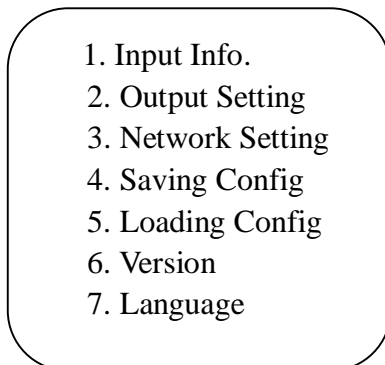 1. Input Info.
2. Output Setting
3. Network Setting
4. Saving Config
5. Loading Config
6. Version
7. Language